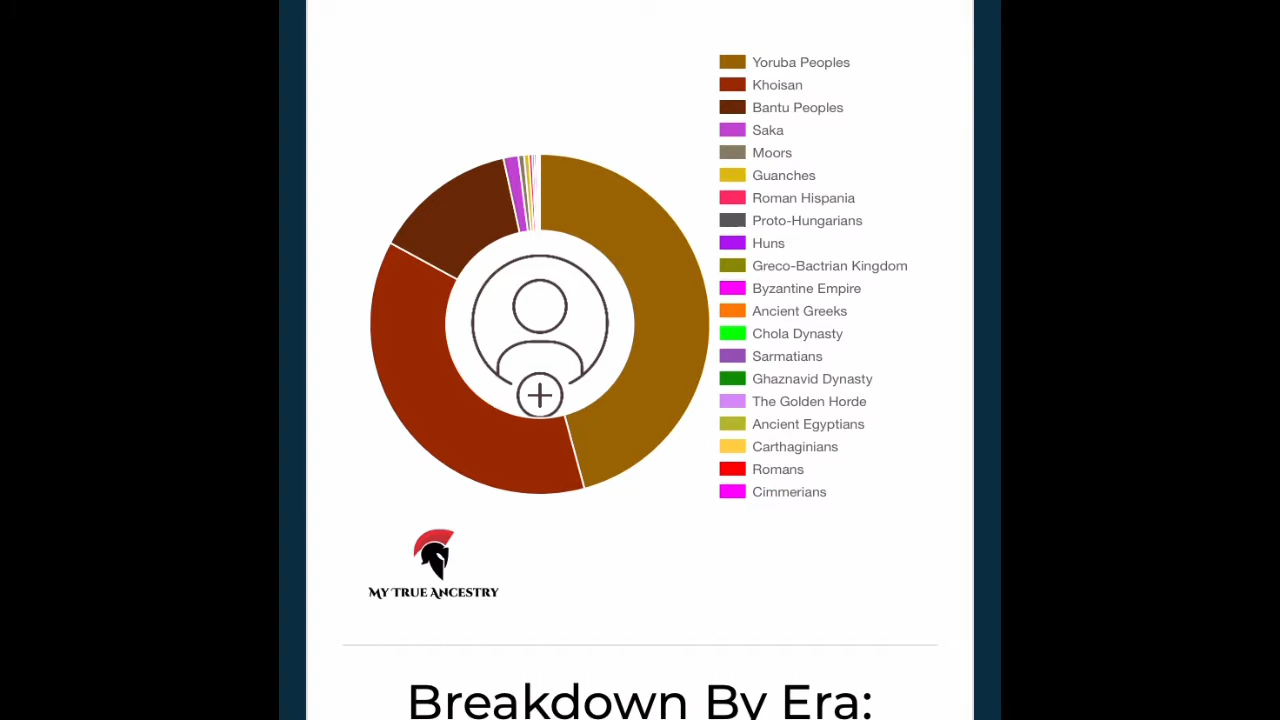 Yoruba Peoples
Khoisan
Bantu Peoples
Saka
Moors
Guanches
Roman Hispania
Proto-Hungarians
Huns
Greco-Bactrian Kingdom
Byzantine Empire
Ancient Greeks
Chola Dynasty
Sarmatians
Ghaznavid Dynasty
The Golden Horde
Ancient Egyptians
Carthaginians
Romans
Cimmerians
MY TRUE ANCESTRY
Breakdown By Era: